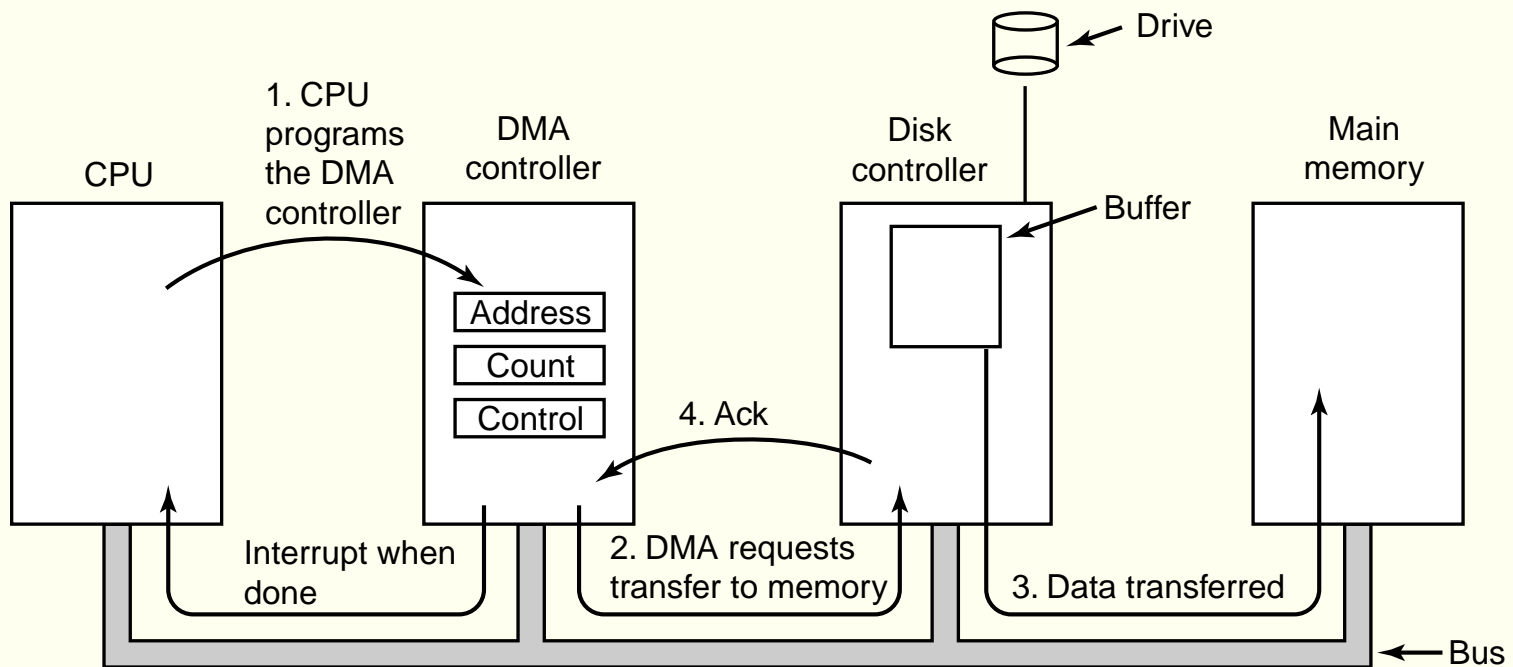 Drive
1. CPU
programs
the DMA
controller
CPU
DMA
controller
Disk
controller
Main
memory
Buffer
Address
Count
Control
4. Ack
Interrupt when
done
2. DMA requests
transfer to memory
3. Data transferred
Bus